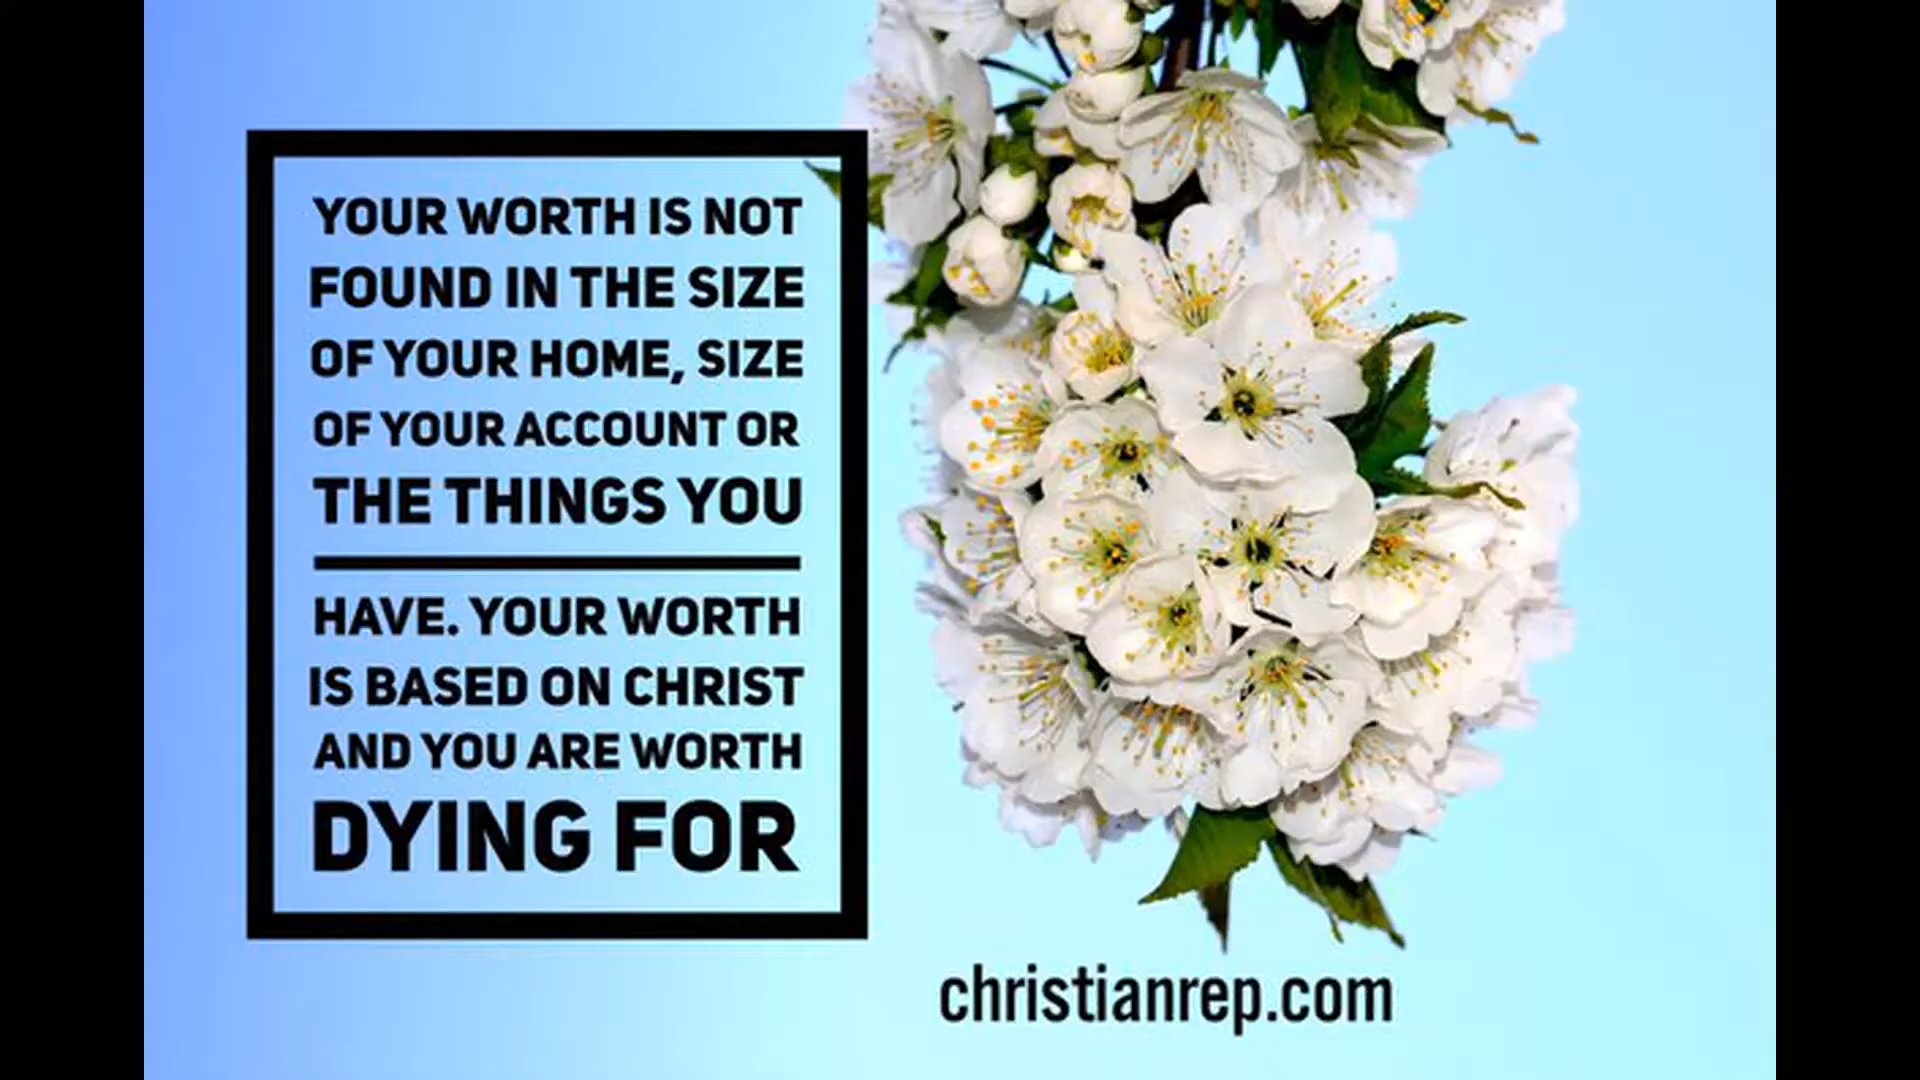 YOUR WORTH IS NOT
FOUND IN THE SIZE
OF YOUR HOME, SIZE
OF YOUR ACCOUNT OR
THE THINGS YOU
HAVE. YOUR WORTH
IS BASED ON CHRIST
AND YOU ARE WORTH
DYING FOR
christianrep.com